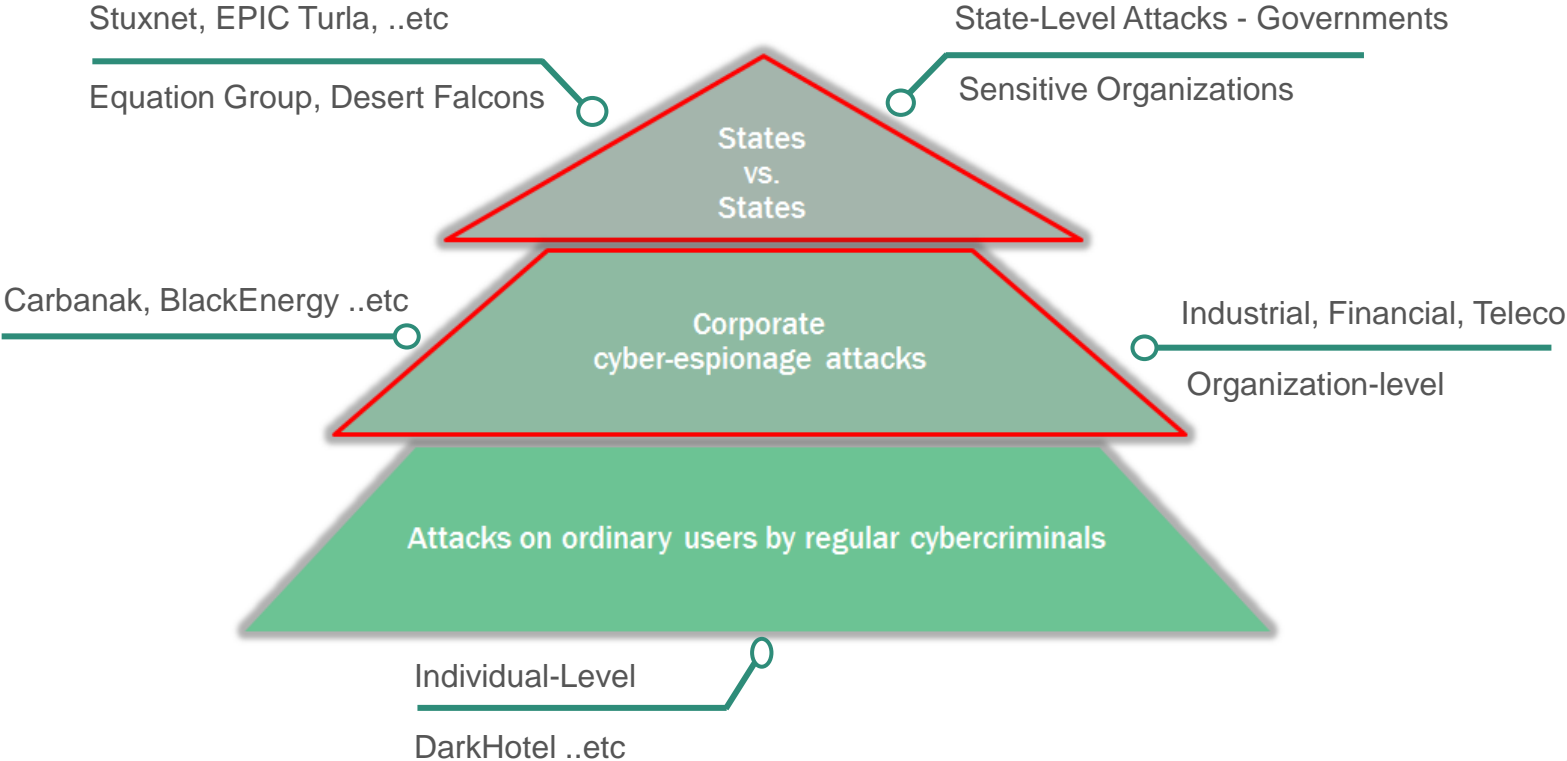 Stuxnet, EPIC Turla, ..etc
Equation Group, Desert Falcons
State-Level Attacks - Governments
Sensitive Organizations
States
vs.
States
Carbanak, BlackEnergy ..etc
Corporate
cyber-espionage attacks
Industrial, Financial, Teleco
Organization-level
Attacks on ordinary users by regular cybercriminals
Individual-Level
DarkHotel ..etc